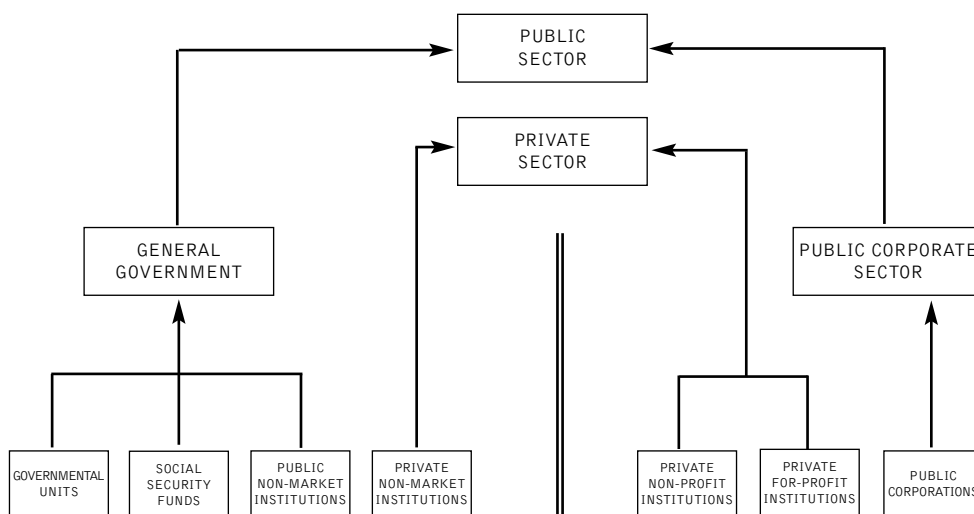 PUBLIC
SECTOR
PRIVATE
SECTOR
GENERAL
GOVERNMENT
PUBLIC CORPORATE
SECTOR
GOVERNMENTAL
UNITS
SOCIAL
SECURITY
FUNDS
PUBLIC
NON-MARKET
INSTITUTIONS
PRIVATE
NON-MARKET
INSTITUTIONS
PRIVATE
NON-PROFIT
INSTITUTIONS
PRIVATE
FOR-PROFIT
INSTITUTIONS
PUBLIC
CORPORATIONS